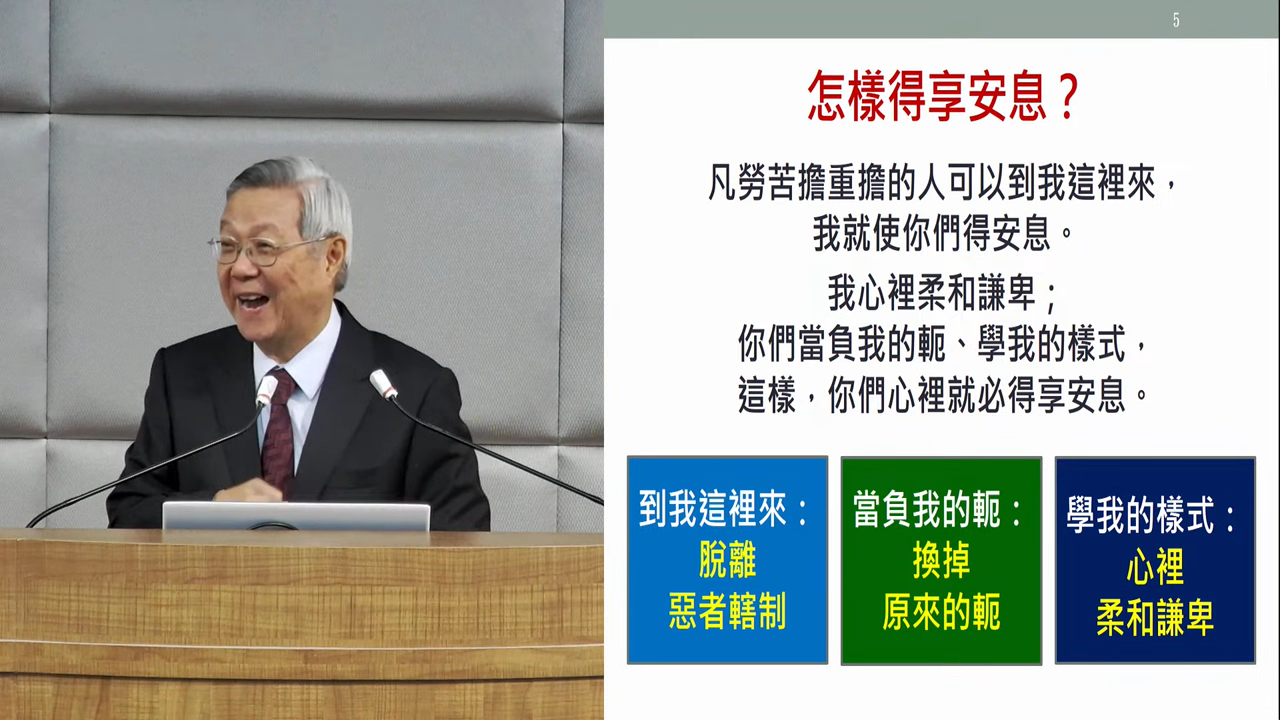 5
怎樣得享安息？
凡勞苦擔重擔的人可以到我這裡來，
我就使你們得安息。
我心裡柔和謙卑；
你們當負我的軛、學我的樣式，
這樣，你們心裡就必得享安息。
到我這裡來：
脫離
惡者轄制
當負我的軛：
換掉
原來的軛
學我的樣式：
心裡
柔和謙卑